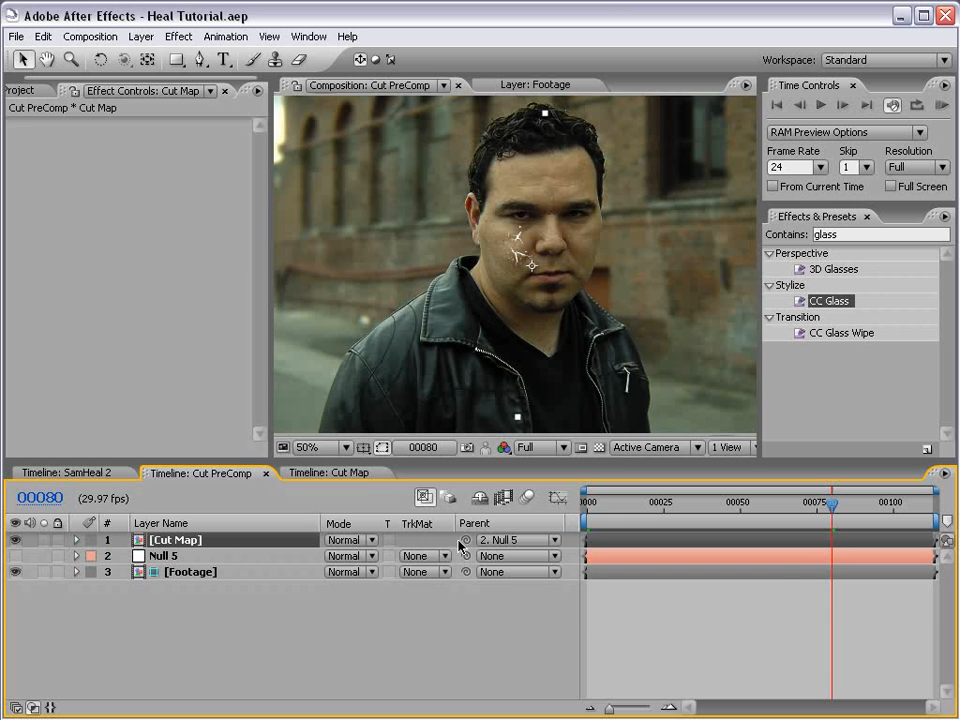 Adobe After Effects - Heal Tutorial.aep
File Edit Composition Layer Effect Animation View Window Help
Workspace: Standard
Project Effect Controls: Cut Map
Cut PreComp * Cut Map
Composition: Cut PreComp Layer: Footage
Time Controls
RAM Preview Options
Frame Rate Skip Resolution
24 1 Full
From Current Time Full Screen
Effects & Presets
Contains: glass
Perspective
3D Glasses
Stylize
CC Glass
Transition
CC Glass Wipe
50% 00080 Full Active Camera 1 View
Timeline: SamHeal 2 Timeline: Cut PreComp Timeline: Cut Map
00080 (29.97 fps)
0000 00025 00050 00075 00100
# Layer Name Mode T TrkMat Parent
1 [Cut Map] Normal 2. Null 5
2 Null 5 Normal None None
3 [Footage] Normal None None